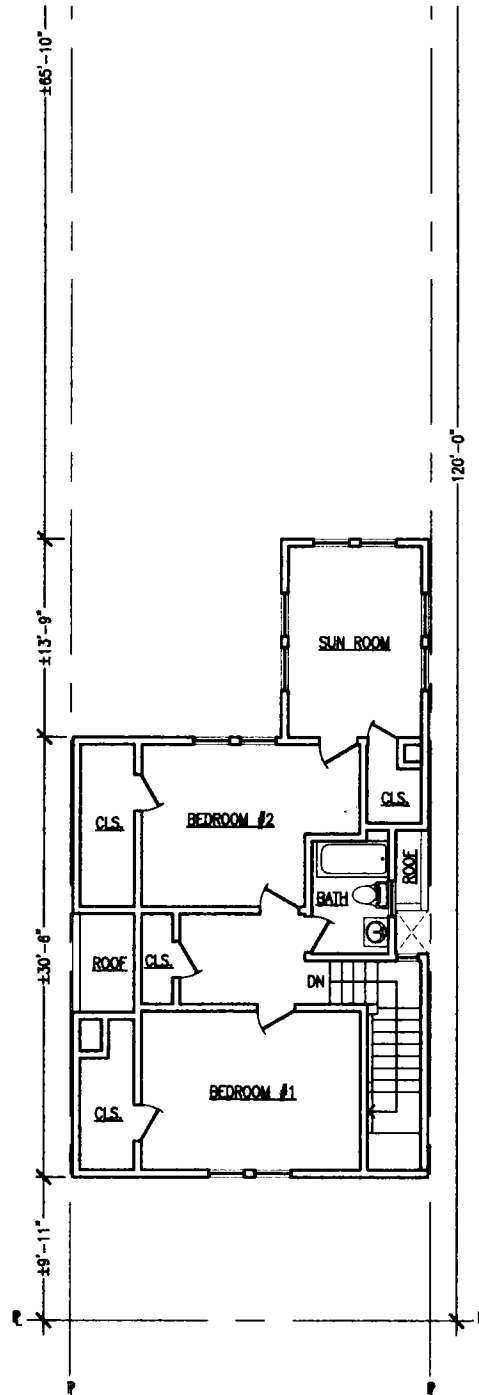 ±65'-10"
120'-0"
±13'-9"
SUN ROOM
CLS.
BEDROOM #2
CLS.
ROOF
BATH
±30'-6"
ROOF
CLS.
DN
BEDROOM #1
CLS.
±9'-11"